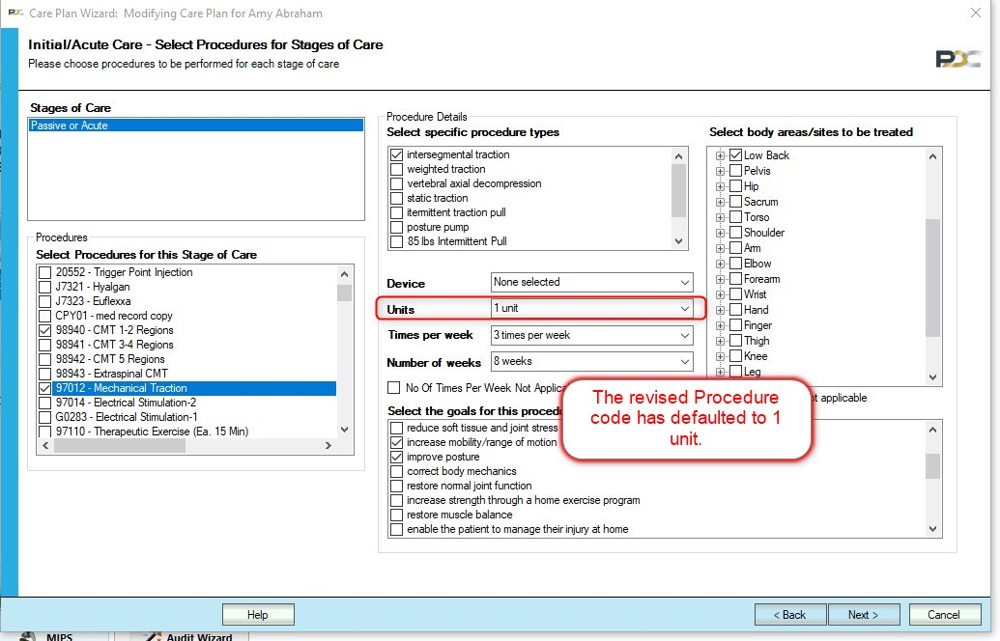 PDC Care Plan Wizard: Modifying Care Plan for Amy Abraham
Initial/Acute Care - Select Procedures for Stages of Care
Please choose procedures to be performed for each stage of care
PDC
Stages of Care
Passive or Acute
Procedures
Select Procedures for this Stage of Care
20552 - Trigger Point Injection
J7321 - Hyalgan
J7323 - Euflexxa
CPY01 - med record copy
98940 - CMT 1-2 Regions
98941 - CMT 3-4 Regions
98942 - CMT 5 Regions
98943 - Extraspinal CMT
97012 - Mechanical Traction
97014 - Electrical Stimulation-2
G0283 - Electrical Stimulation-1
97110 - Therapeutic Exercise (Ea. 15 Min)
Procedure Details
Select specific procedure types
intersegmental traction
weighted traction
vertebral axial decompression
static traction
itemittent traction pull
posture pump
85 lbs Intermittent Pull
Device None selected
Units 1 unit
Times per week 3 times per week
Number of weeks 8 weeks
No Of Times Per Week Not Applica
Select the goals for this procedu
reduce soft tissue and joint stress
increase mobility/range of motion
improve posture
correct body mechanics
restore normal joint function
increase strength through a home exercise program
restore muscle balance
enable the patient to manage their injury at home
Select body areas/sites to be treated
Low Back
Pelvis
Hip
Sacrum
Torso
Shoulder
Arm
Elbow
Forearm
Wrist
Hand
Finger
Thigh
Knee
Leg
t applicable
The revised Procedure
code has defaulted to 1
unit.
Help
< Back
Next >
Cancel
MIPS
Audit Wizard